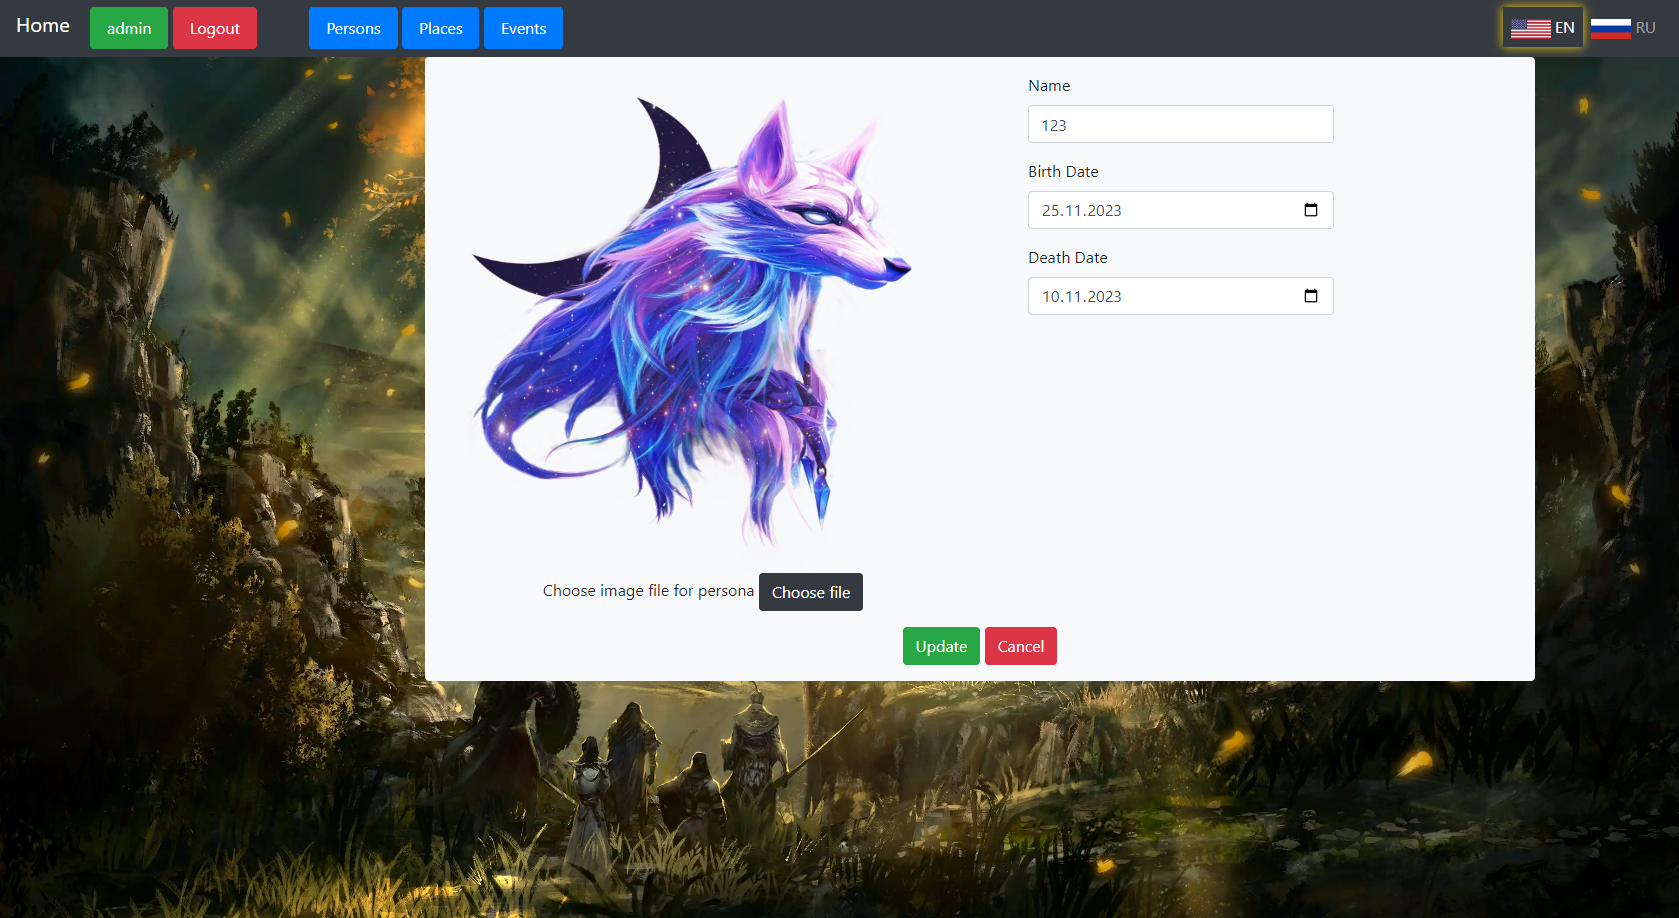 Home admin Logout Persons Places Events EN RU
Name
123
Birth Date
25.11.2023
Death Date
10.11.2023
Choose image file for persona Choose file
Update Cancel